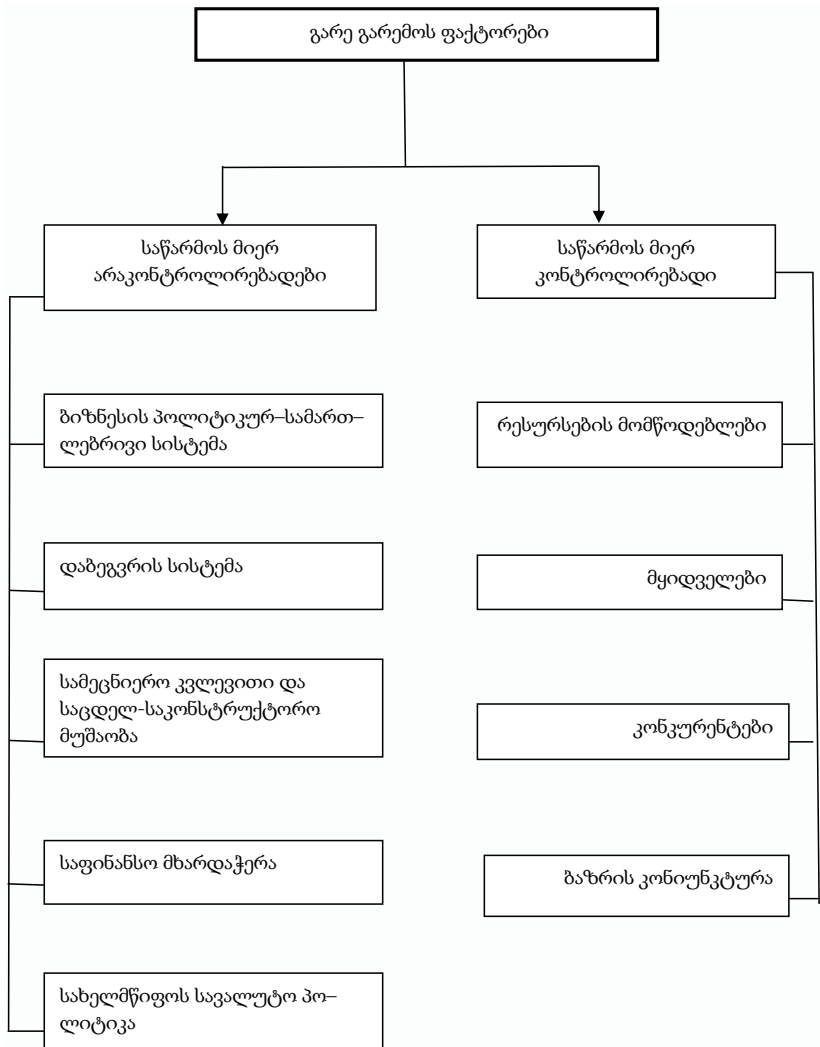 გარე გარემოს ფაქტორები
საწარმოს მიერ
არაკონტროლირებადები
საწარმოს მიერ
კონტროლირებადი
ბიზნესის პოლიტიკურ–სამართ–
ლებრივი სისტემა
რესურსების მომწოდებლები
დაბეგვრის სისტემა
მყიდველები
სამეცნიერო კვლევითი და
საცდელ-საკონსტრუქტორო
მუშაობა
კონკურენტები
საფინანსო მხარდაჭერა
ბაზრის კონიუნკტურა
სახელმწიფოს სავალუტო პო–
ლიტიკა